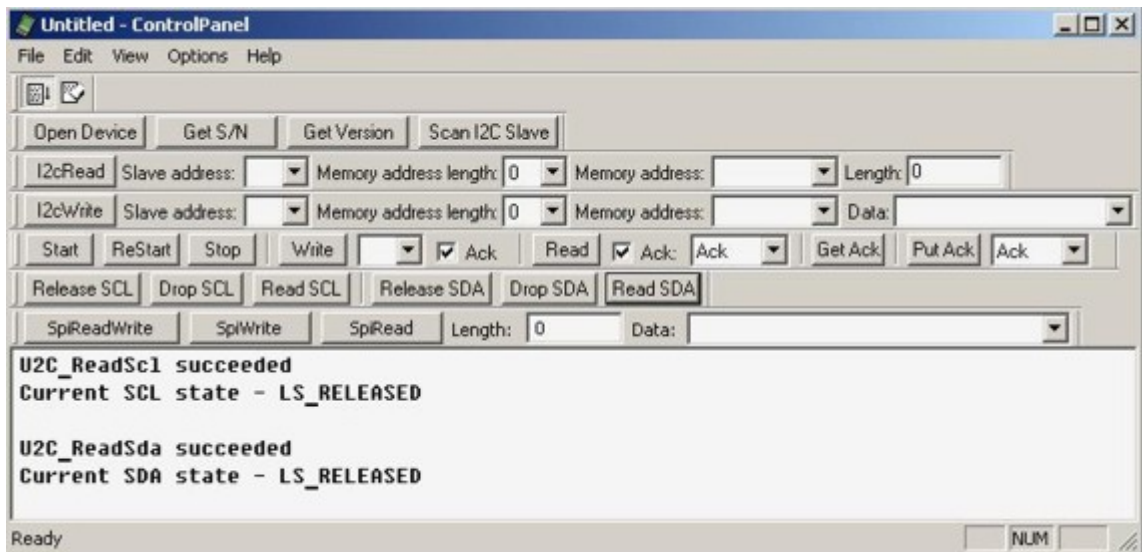 Untitled - ControlPanel
File Edit View Options Help
Open Device Get S/N Get Version Scan I2C Slave
I2cRead Slave address: Memory address length: 0 Memory address: Length: 0
I2cWrite Slave address: Memory address length: 0 Memory address: Data:
Start ReStart Stop Write Ack Read Ack: Ack Get Ack Put Ack Ack
Release SCL Drop SCL Read SCL Release SDA Drop SDA Read SDA
SpiReadWrite SpiWrite SpiRead Length: 0 Data:
U2C_ReadScl succeeded
Current SCL state - LS_RELEASED
U2C_ReadSda succeeded
Current SDA state - LS_RELEASED
Ready NUM